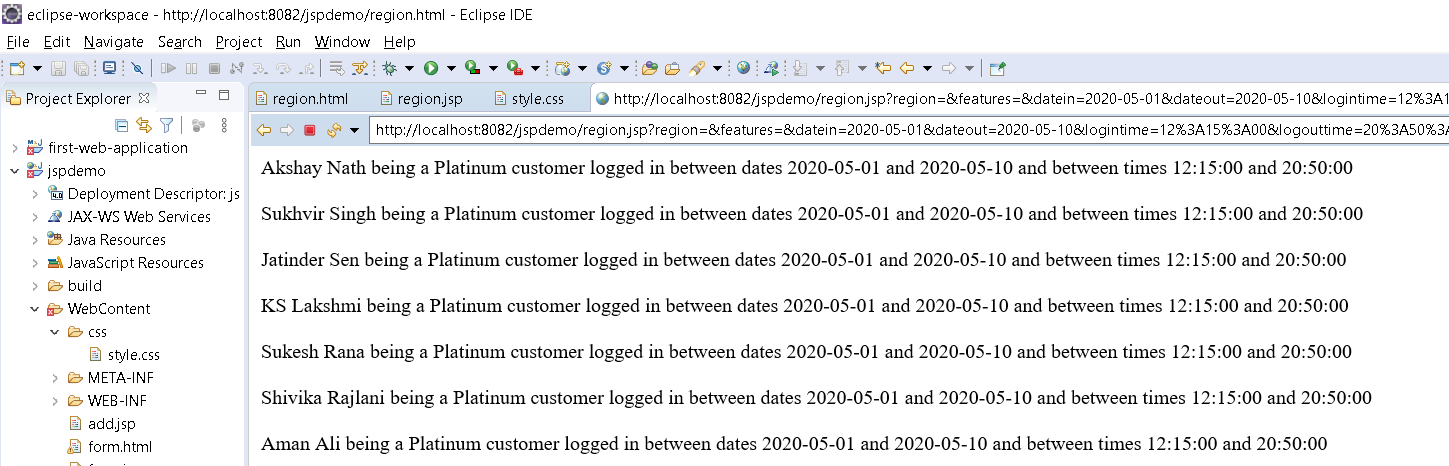 eclipse-workspace - http://localhost:8082/jspdemo/region.html - Eclipse IDE
File Edit Navigate Search Project Run Window Help
Project Explorer
region.html region.jsp style.css http://localhost:8082/jspdemo/region.jsp?region=&features=&datein=2020-05-01&dateout=2020-05-10&logintime=12%3A1
http://localhost:8082/jspdemo/region.jsp?region=&features=&datein=2020-05-01&dateout=2020-05-10&logintime=12%3A15%3A00&logouttime=20%3A50%3A
first-web-application
jspdemo
Deployment Descriptor: js
JAX-WS Web Services
Java Resources
JavaScript Resources
build
WebContent
css
style.css
META-INF
WEB-INF
add.jsp
form.html
Akshay Nath being a Platinum customer logged in between dates 2020-05-01 and 2020-05-10 and between times 12:15:00 and 20:50:00
Sukhvir Singh being a Platinum customer logged in between dates 2020-05-01 and 2020-05-10 and between times 12:15:00 and 20:50:00
Jatinder Sen being a Platinum customer logged in between dates 2020-05-01 and 2020-05-10 and between times 12:15:00 and 20:50:00
KS Lakshmi being a Platinum customer logged in between dates 2020-05-01 and 2020-05-10 and between times 12:15:00 and 20:50:00
Sukesh Rana being a Platinum customer logged in between dates 2020-05-01 and 2020-05-10 and between times 12:15:00 and 20:50:00
Shivika Rajlani being a Platinum customer logged in between dates 2020-05-01 and 2020-05-10 and between times 12:15:00 and 20:50:00
Aman Ali being a Platinum customer logged in between dates 2020-05-01 and 2020-05-10 and between times 12:15:00 and 20:50:00